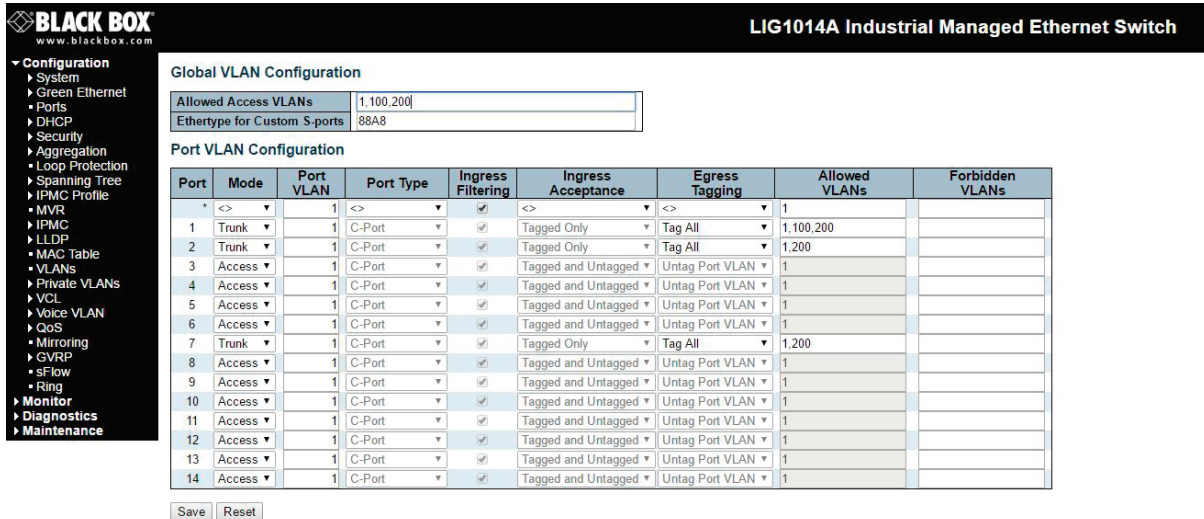 BLACK BOX®
www.blackbox.com
LIG1014A Industrial Managed Ethernet Switch
Configuration
System
Green Ethernet
Ports
DHCP
Security
Aggregation
Loop Protection
Spanning Tree
IPMC Profile
MVR
IPMC
LLDP
MAC Table
VLANs
Private VLANs
VCL
Voice VLAN
QoS
Mirroring
GVRP
sFlow
Ring
Monitor
Diagnostics
Maintenance
Global VLAN Configuration
Allowed Access VLANs 1,100,200
Ethertype for Custom S-ports 88A8
Port VLAN Configuration
Port Mode Port VLAN Port Type Ingress Filtering Ingress Acceptance Egress Tagging Allowed VLANs Forbidden VLANs
* <> 1 <> <> <> 1
1 Trunk 1 C-Port Tagged Only Tag All 1,100,200
2 Trunk 1 C-Port Tagged Only Tag All 1,200
3 Access 1 C-Port Tagged and Untagged Untag Port VLAN 1
4 Access 1 C-Port Tagged and Untagged Untag Port VLAN 1
5 Access 1 C-Port Tagged and Untagged Untag Port VLAN 1
6 Access 1 C-Port Tagged and Untagged Untag Port VLAN 1
7 Trunk 1 C-Port Tagged Only Tag All 1,200
8 Access 1 C-Port Tagged and Untagged Untag Port VLAN 1
9 Access 1 C-Port Tagged and Untagged Untag Port VLAN 1
10 Access 1 C-Port Tagged and Untagged Untag Port VLAN 1
11 Access 1 C-Port Tagged and Untagged Untag Port VLAN 1
12 Access 1 C-Port Tagged and Untagged Untag Port VLAN 1
13 Access 1 C-Port Tagged and Untagged Untag Port VLAN 1
14 Access 1 C-Port Tagged and Untagged Untag Port VLAN 1
Save Reset